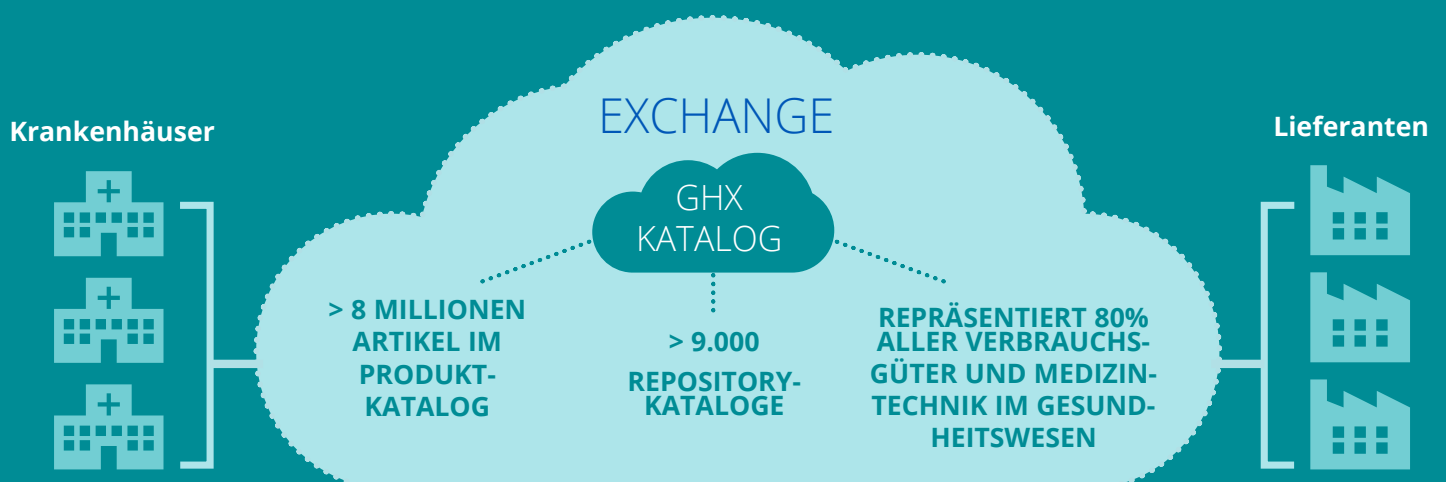 EXCHANGE
Krankenhäuser
Lieferanten
GHX
KATALOG
> 8 MILLIONEN
ARTIKEL IM
PRODUKT-
KATALOG
> 9.000
REPOSITORY-
KATALOGE
REPRÄSENTIERT 80%
ALLER VERBRAUCHS-
GÜTER UND MEDIZIN-
TECHNIK IM GESUND-
HEITSWESEN